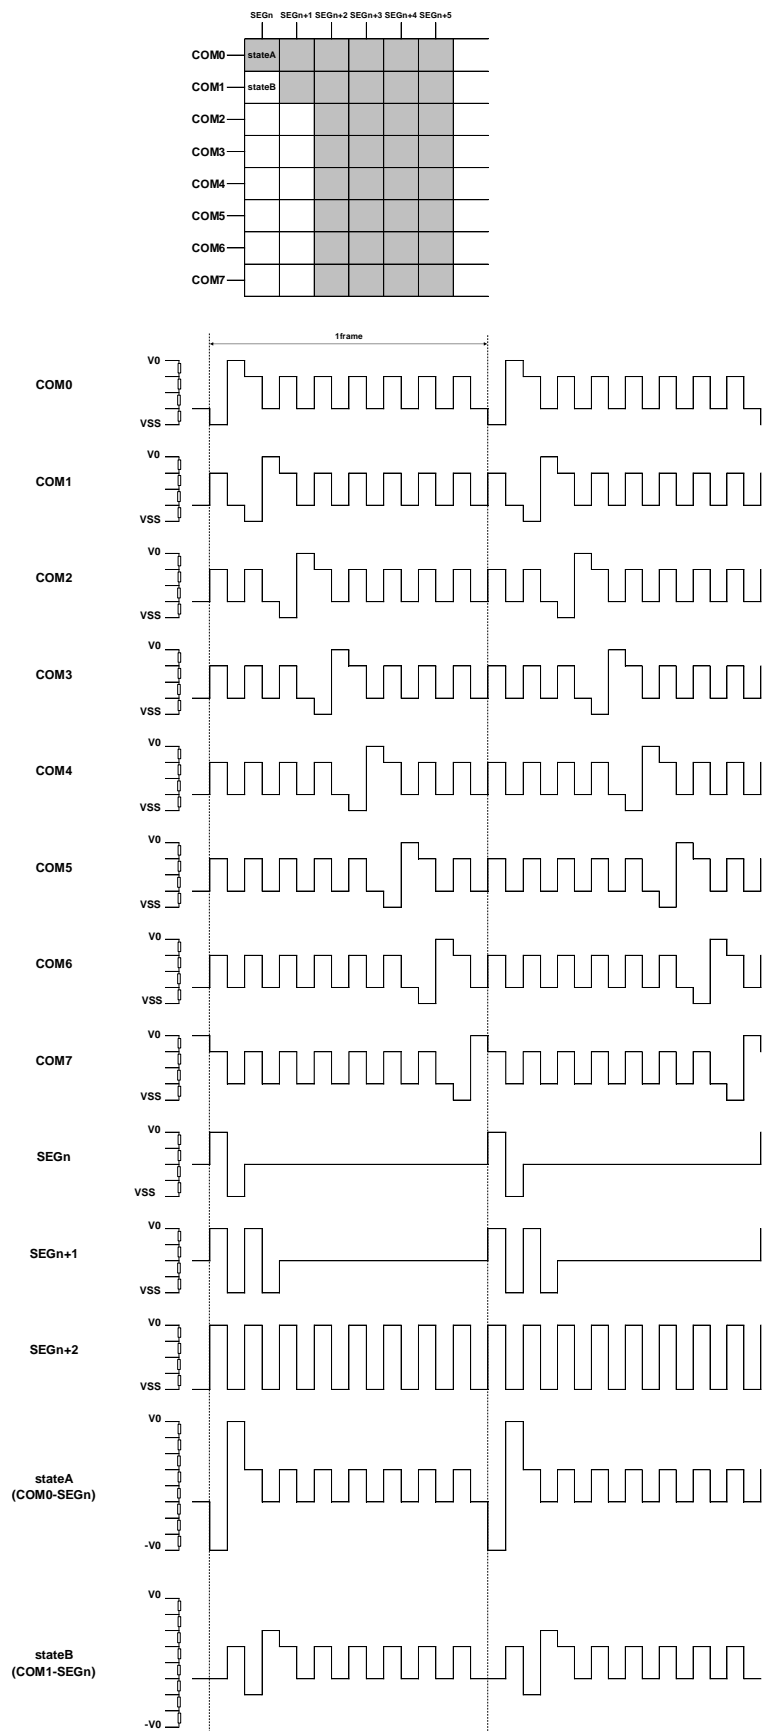 SEGn SEGn+1 SEGn+2 SEGn+3 SEGn+4 SEGn+5
COM0 stateA
COM1 stateB
COM2
COM3
COM4
COM5
COM6
COM7
1frame
V0
COM0
VSS
V0
COM1
VSS
V0
COM2
VSS
V0
COM3
VSS
V0
COM4
VSS
V0
COM5
VSS
V0
COM6
VSS
V0
COM7
VSS
V0
SEGn
VSS
V0
SEGn+1
VSS
V0
SEGn+2
VSS
V0
stateA
(COM0-SEGn)
-V0
V0
stateB
(COM1-SEGn)
-V0